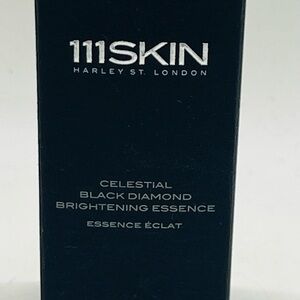 111SKIN
HARLEY ST. LONDON
CELESTIAL
BLACK DIAMOND
BRIGHTENING ESSENCE
ESSENCE ÉCLAT